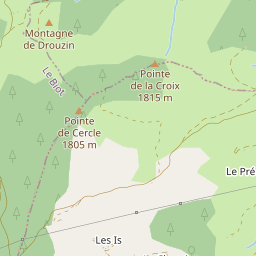 Montagne
de Drouzin
Le Biot
Pointe
de la Croix
1815 m
Pointe
de Cercle
1805 m
Le Pré
Les Is